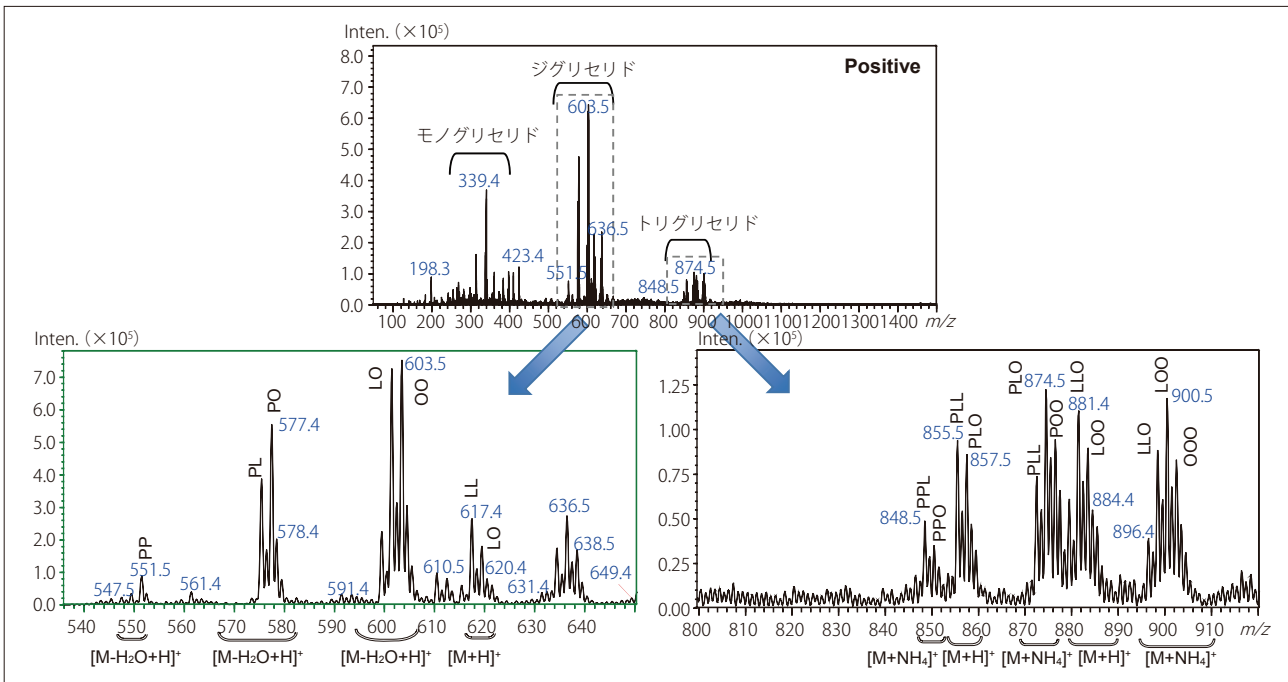 Inten. (×10⁵)
Positive
8.0
7.0
6.0
5.0
4.0
3.0
2.0
1.0
0.0
モノグリセリド
ジグリセリド
トリグリセリド
198.3
339.4
423.4
551.5
603.5
636.5
848.5
874.5
100 200 300 400 500 600 700 800 900 1000 1100 1200 1300 1400 m/z
Inten. (×10⁵)
7.0
6.0
5.0
4.0
3.0
2.0
1.0
0.0
547.5
551.5
PP
561.4
PL
PO
577.4
578.4
591.4
LO
603.5
OO
610.5
LL
617.4
LO
620.4
631.4
636.5
638.5
649.4
540 550 560 570 580 590 600 610 620 630 640
[M-H₂O+H]⁺ [M-H₂O+H]⁺ [M-H₂O+H]⁺ [M+H]⁺
Inten. (×10⁵)
1.25
1.00
0.75
0.50
0.25
0.00
848.5
PPL
PPO
855.5
PLL
PLO
857.5
PLL
PLO
874.5
POO
LLO
881.4
LOO
884.4
896.4
LLO
LOO
900.5
OOO
800 810 820 830 840 850 860 870 880 890 900 910 m/z
[M+NH₄]⁺ [M+H]⁺ [M+NH₄]⁺ [M+H]⁺ [M+NH₄]⁺